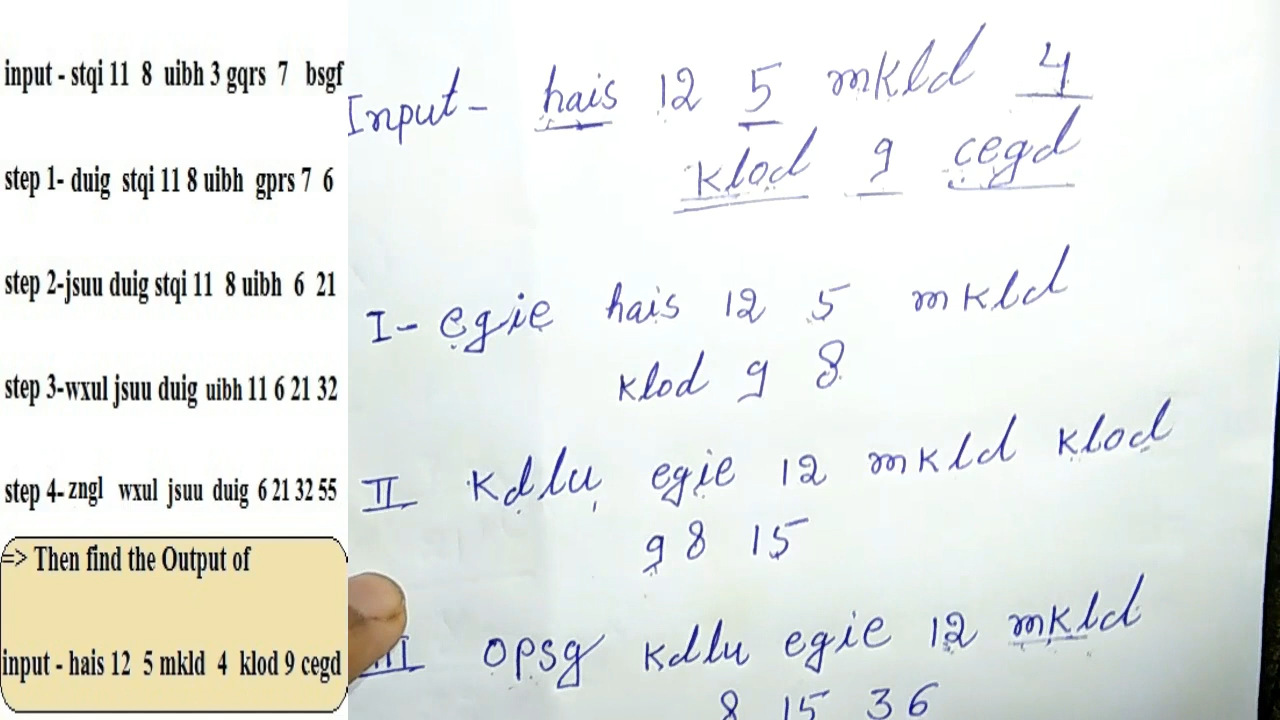 input - stqi 11 8 uibh 3 gqrs 7 bsgf
step 1- duig stqi 11 8 uibh gprs 7 6
step 2-jsuu duig stqi 11 8 uibh 6 21
step 3-wxul jsuu duig uibh 11 6 21 32
step 4- zngl wxul jsuu duig 6 21 32 55
=> Then find the Output of
input - hais 12 5 mkld 4 klod 9 cegd
Input- hais 12 5 mkld 4
klod 9 cegd
I- egie hais 12 5 mkld
klod 9 8
II kdlu egie 12 mkld klod
9 8 15
III opsg kdlu egie 12 mkld
8 15 36